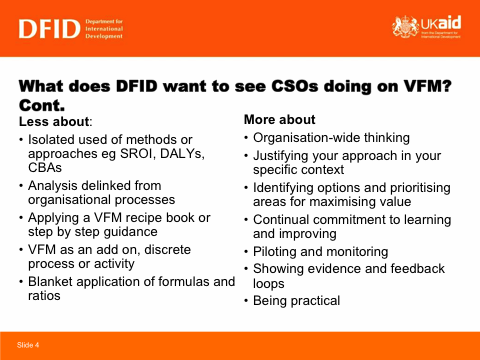 DFID
Department for
International
Development
UKaid
from the Department for
International Development
What does DFID want to see CSOs doing on VFM?
Cont.
Less about:
• Isolated used of methods or
approaches eg SROI, DALYs,
CBAs
• Analysis delinked from
organisational processes
• Applying a VFM recipe book or
step by step guidance
• VFM as an add on, discrete
process or activity
• Blanket application of formulas and
ratios
More about
• Organisation-wide thinking
• Justifying your approach in your
specific context
• Identifying options and prioritising
areas for maximising value
• Continual commitment to learning
and improving
• Piloting and monitoring
• Showing evidence and feedback
loops
• Being practical
Slide 4